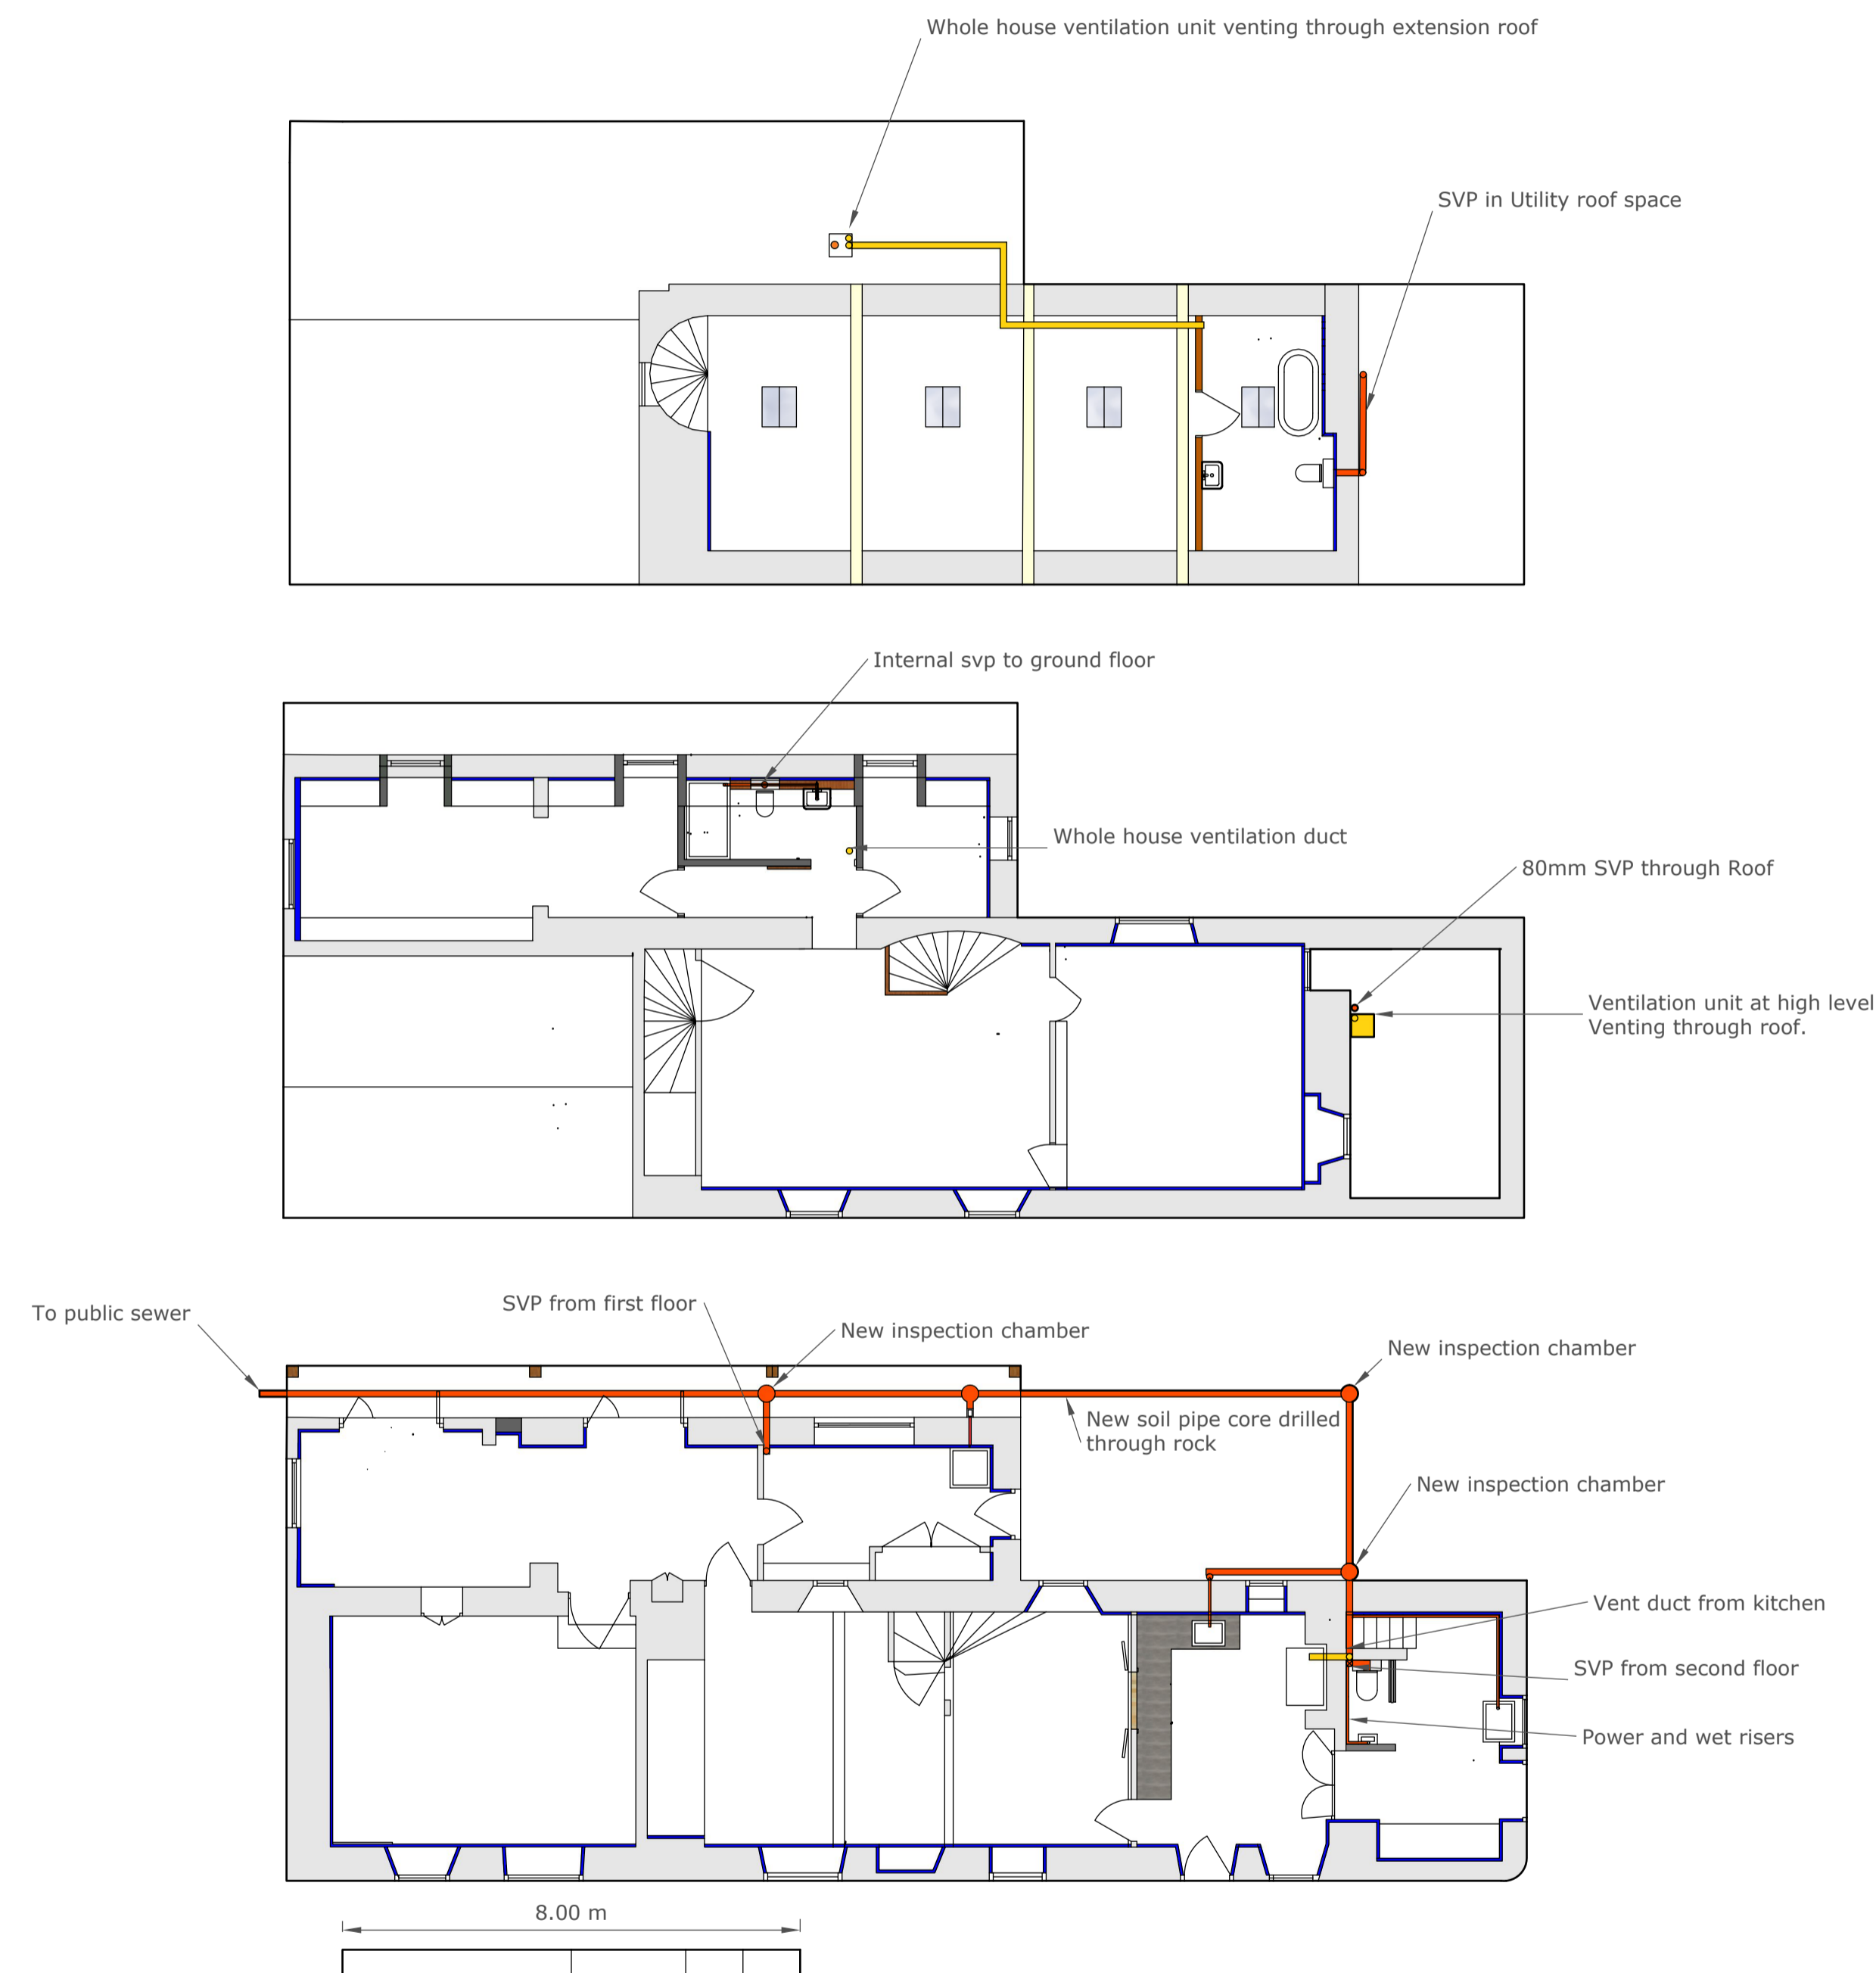 Whole house ventilation unit venting through extension roof
SVP in Utility roof space
Internal svp to ground floor
Whole house ventilation duct
80mm SVP through Roof
Ventilation unit at high level
Venting through roof.
To public sewer
SVP from first floor
New inspection chamber
New inspection chamber
New soil pipe core drilled
through rock
New inspection chamber
Vent duct from kitchen
SVP from second floor
Power and wet risers
8.00 m